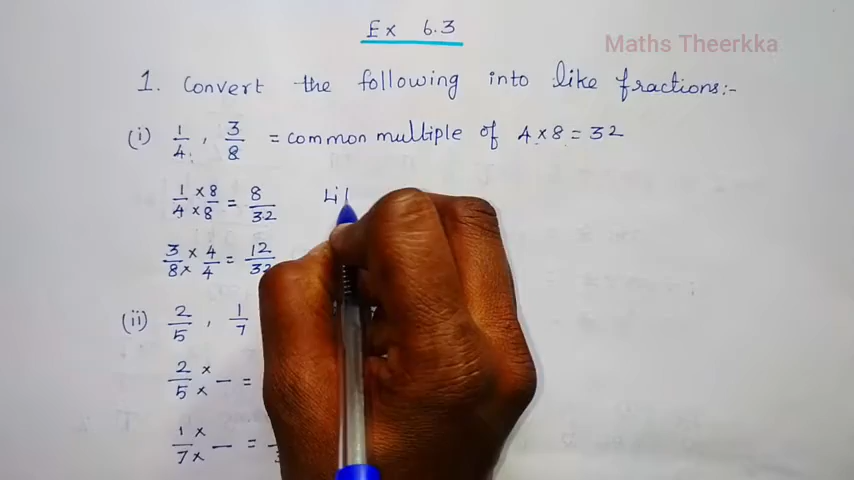 Ex 6.3
Maths Theerkka
1. Convert the following into like fractions:-
(i) 1/4 , 3/8 = common multiple of 4 × 8 = 32
1/4 × 8/8 = 8/32 Lil
3/8 × 4/4 = 12/32
(ii) 2/5 , 1/7
2/5 × — =
1/7 × — =